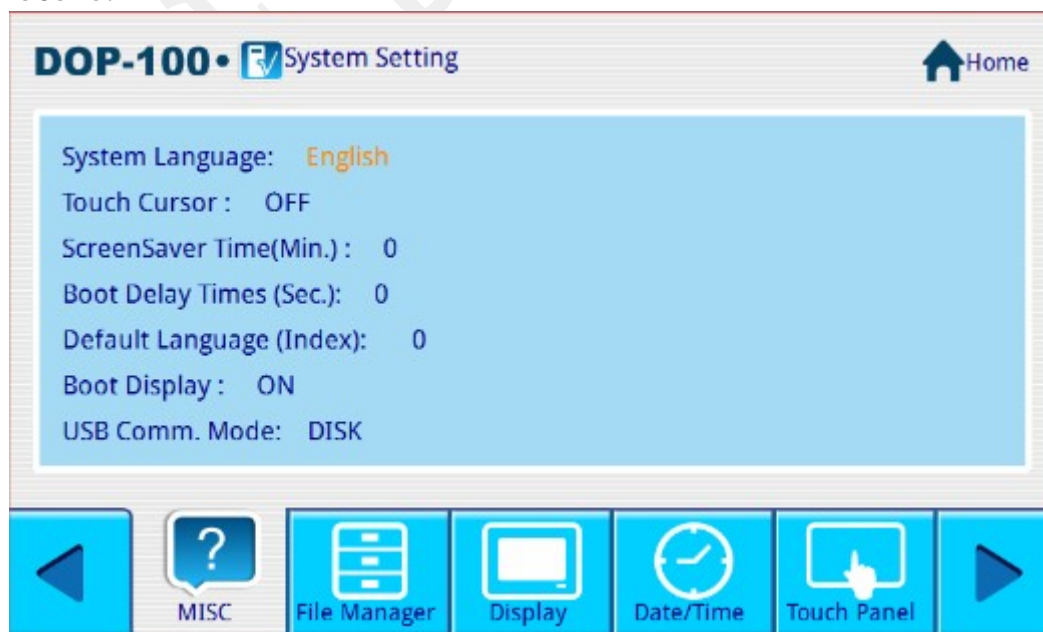 DOP-100• System Setting
Home
System Language: English
Touch Cursor : OFF
ScreenSaver Time(Min.) : 0
Boot Delay Times (Sec.): 0
Default Language (Index): 0
Boot Display : ON
USB Comm. Mode: DISK
?
MISC
File Manager
Display
Date/Time
Touch Panel